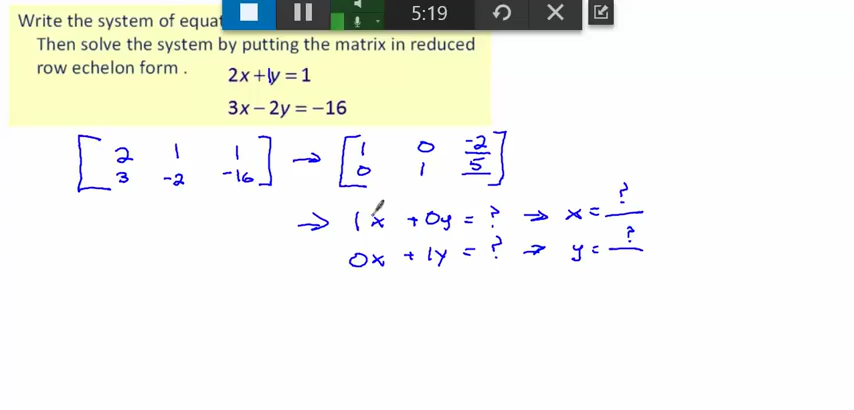 Write the system of equat
5:19
Then solve the system by putting the matrix in reduced
row echelon form .
2x+1y=1
3x−2y=−16
[ 2 1 1 → [ 1 0 -2
3 -2 -16 ] 0 1 5 ]
→ 1x + 0y = ? → x = ?
0x + 1y = ? → y = ?